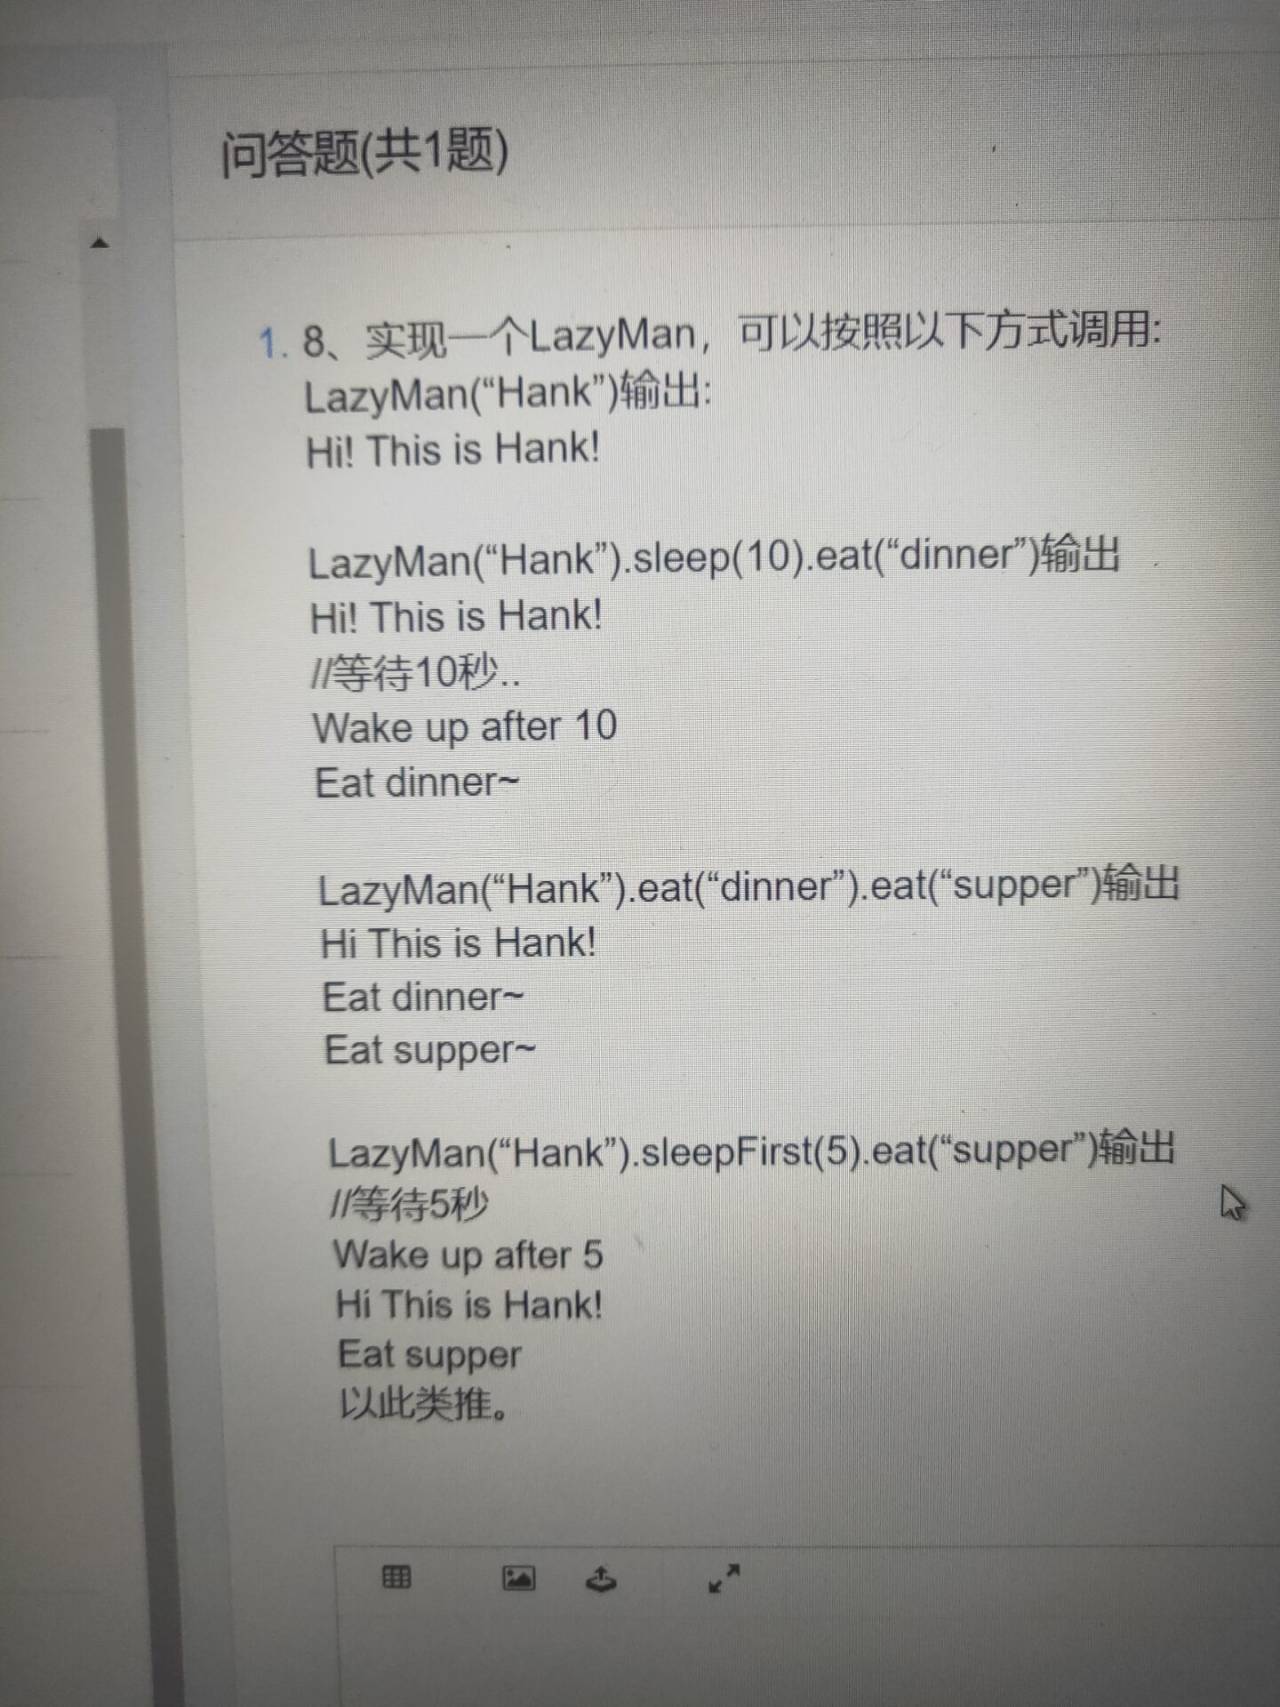 问答题(共1题)
1. 8、实现一个LazyMan，可以按照以下方式调用:
LazyMan(“Hank”)输出:
Hi! This is Hank!
LazyMan(“Hank”).sleep(10).eat(“dinner”)输出
Hi! This is Hank!
//等待10秒..
Wake up after 10
Eat dinner~
LazyMan(“Hank”).eat(“dinner”).eat(“supper”)输出
Hi This is Hank!
Eat dinner~
Eat supper~
LazyMan(“Hank”).sleepFirst(5).eat(“supper”)输出
//等待5秒
Wake up after 5
Hi This is Hank!
Eat supper
以此类推。